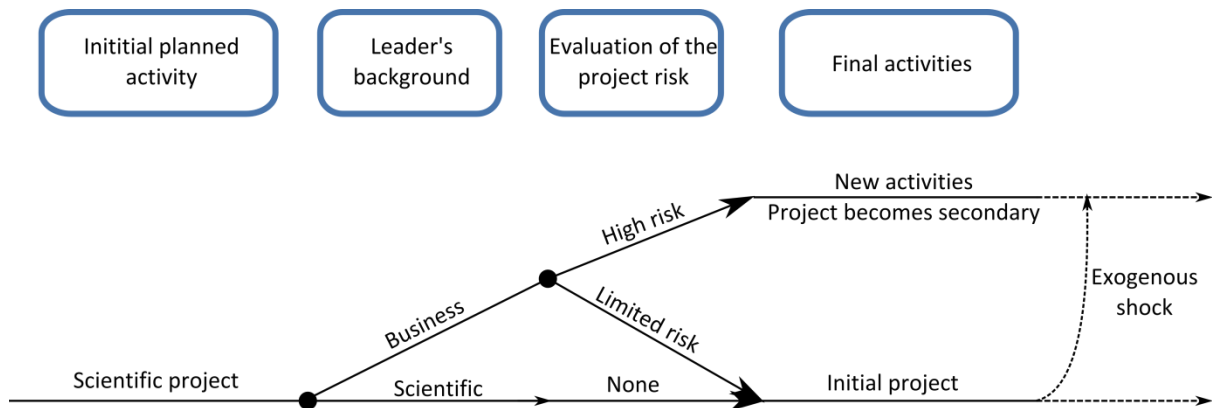 Inititial planned
activity
Leader's
background
Evaluation of the
project risk
Final activities
New activities
Project becomes secondary
High risk
Exogenous
shock
Limited risk
Business
Scientific project
Scientific
None
Initial project